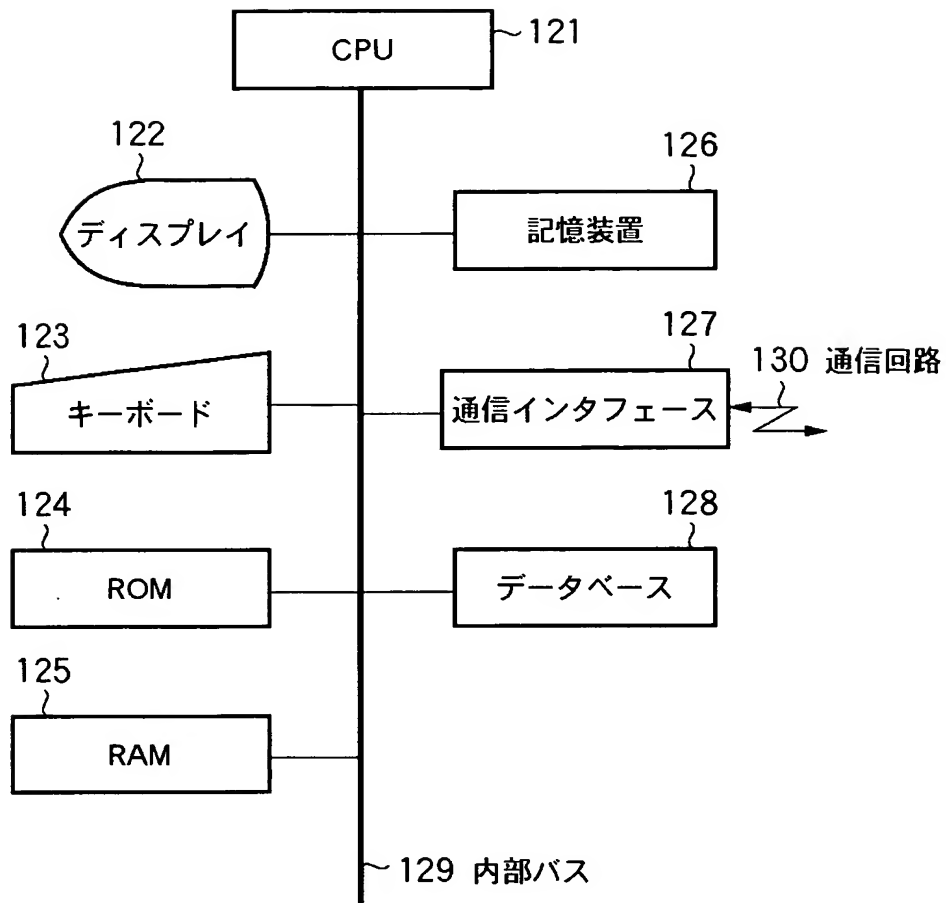 121
CPU
122
ディスプレイ
126
記憶装置
123
キーボード
127
通信インタフェース
130 通信回路
124
ROM
128
データベース
125
RAM
129 内部バス